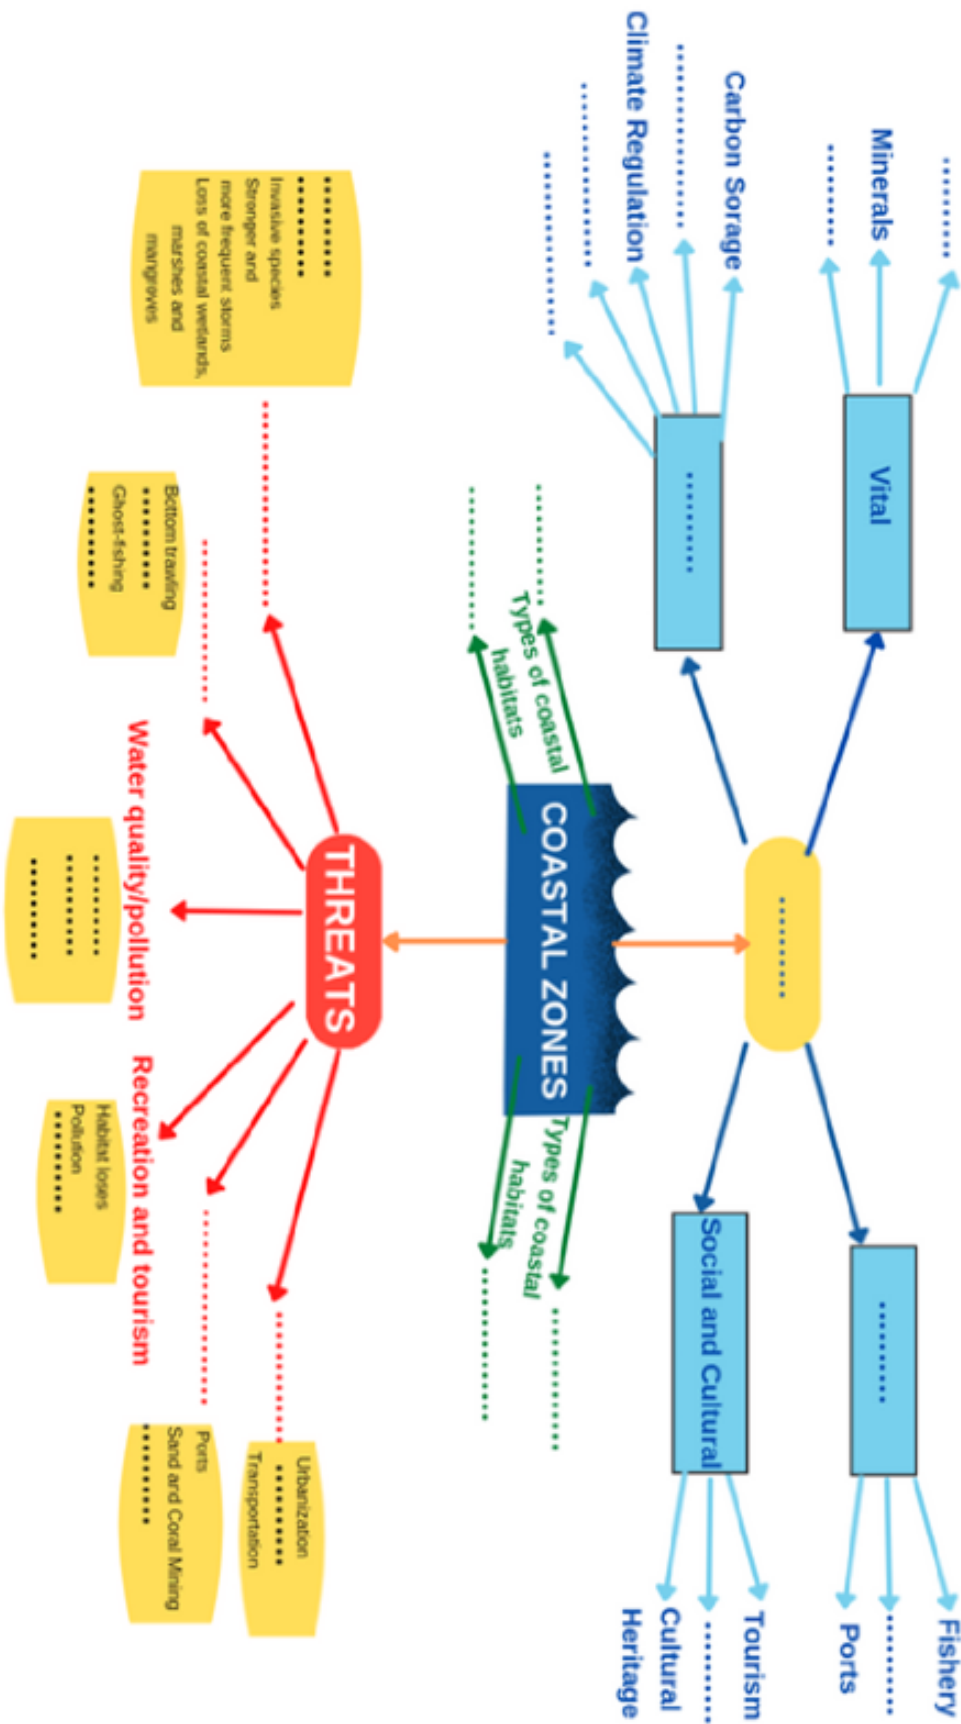 Fishery
Minerals
Vital
Ports
Carbon Sorage
Climate Regulation
Social and Cultural
Tourism
Cultural
Heritage
Types of coastal
habitats
COASTAL ZONES
Types of coastal
habitats
THREATS
Invasive species
Stronger and
more frequent storms
Loss of coastal wetlands,
marshes and
mangroves
Urbanization
Transportation
Bottom trawling
Ghost-fishing
Ports
Sand and Coral Mining
Water quality/pollution
Recreation and tourism
Habitat loses
Pollution